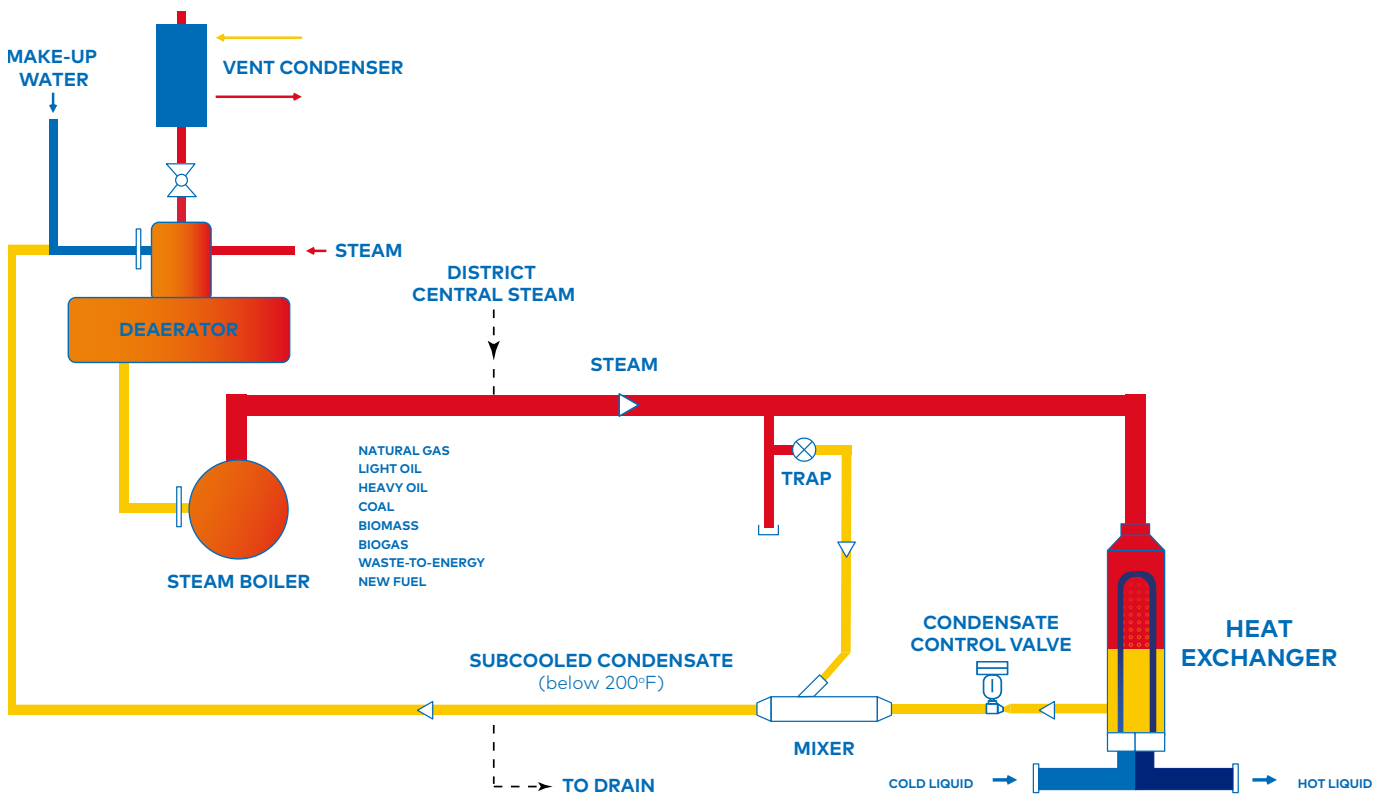 MAKE-UP
WATER
VENT CONDENSER
STEAM
DEAERATOR
DISTRICT
CENTRAL STEAM
STEAM
NATURAL GAS
LIGHT OIL
HEAVY OIL
COAL
BIOMASS
BIOGAS
WASTE-TO-ENERGY
NEW FUEL
TRAP
STEAM BOILER
CONDENSATE
CONTROL VALVE
HEAT
EXCHANGER
SUBCOOLED CONDENSATE
(below 200°F)
MIXER
TO DRAIN
COLD LIQUID
HOT LIQUID